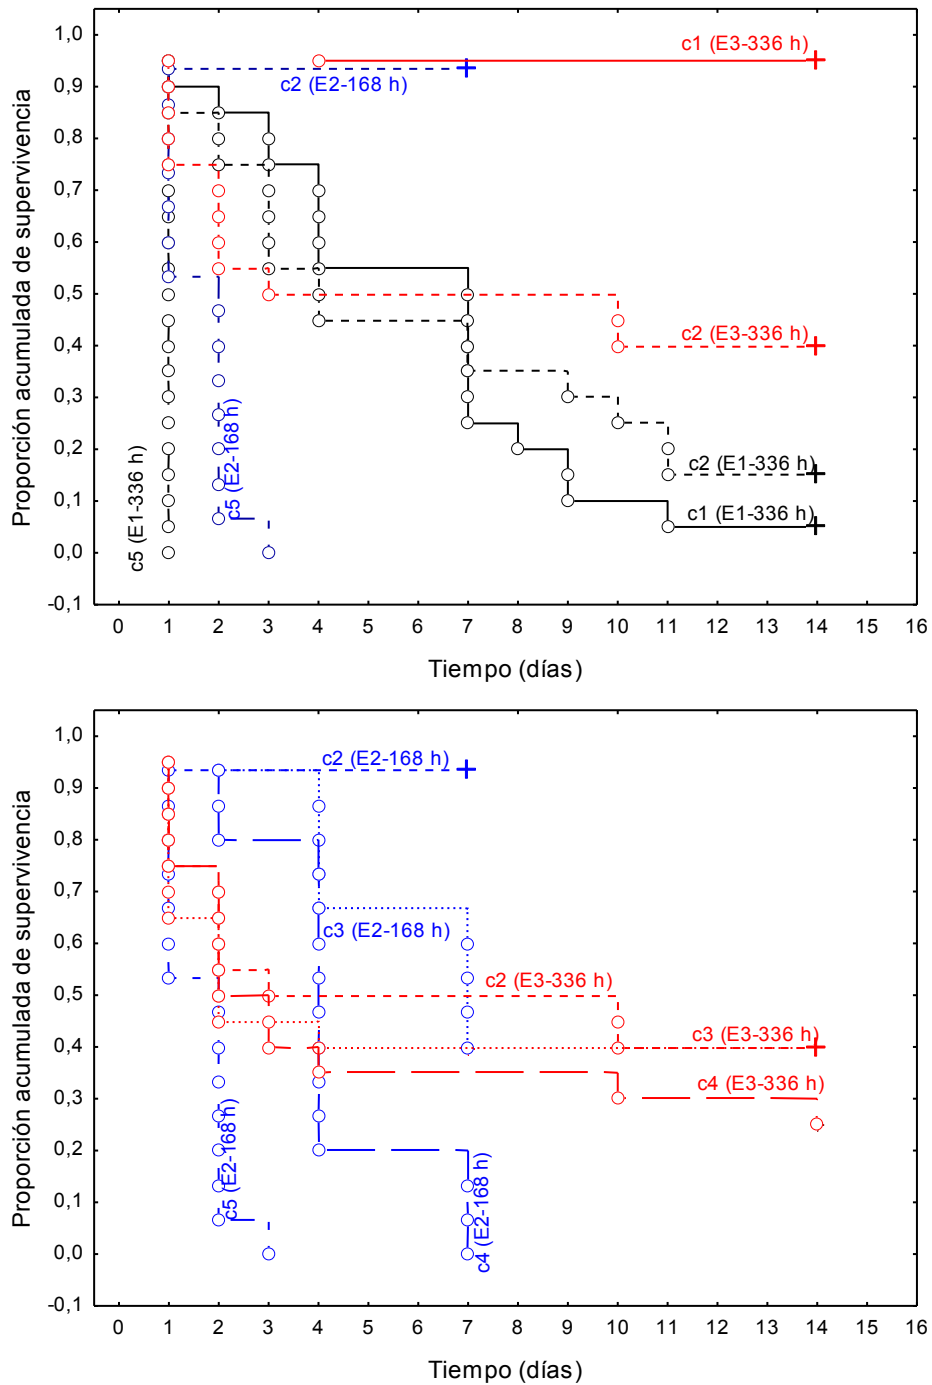 1,0
0,9
0,8
0,7
0,6
0,5
0,4
0,3
0,2
0,1
0,0
-0,1
Proporción acumulada de supervivencia
c1 (E3-336 h)
c2 (E2-168 h)
c2 (E3-336 h)
c2 (E1-336 h)
c1 (E1-336 h)
c5 (E1-336 h)
c5 (E2-168 h)
0 1 2 3 4 5 6 7 8 9 10 11 12 13 14 15 16
Tiempo (días)
1,0
0,9
0,8
0,7
0,6
0,5
0,4
0,3
0,2
0,1
0,0
-0,1
Proporción acumulada de supervivencia
c2 (E2-168 h)
c3 (E2-168 h)
c2 (E3-336 h)
c3 (E3-336 h)
c4 (E3-336 h)
c5 (E2-168 h)
c4 (E2-168 h)
0 1 2 3 4 5 6 7 8 9 10 11 12 13 14 15 16
Tiempo (días)